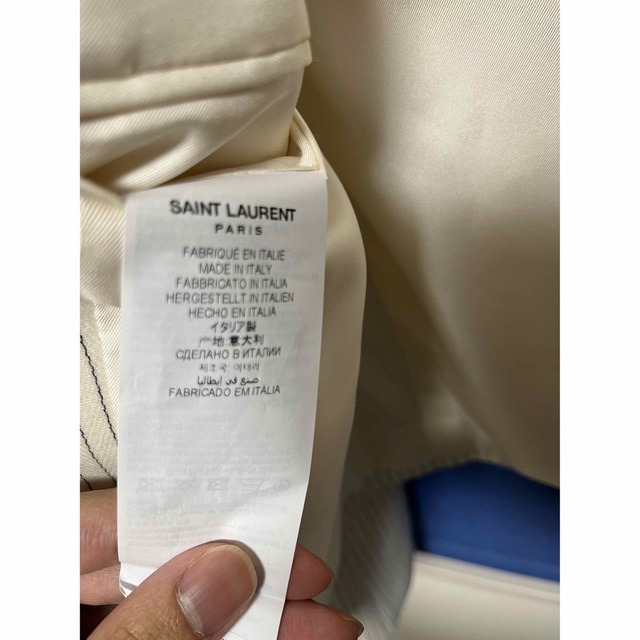 SAINT LAURENT
PARIS
FABRIQUÉ EN ITALIE
MADE IN ITALY
FABBRICATO IN ITALIA
HERGESTELLT IN ITALIEN
HECHO EN ITALIA
イタリア製
地 意大利
СДЕЛАНО В ИТАЛИИ
제조국: 이태리
صنع في إيطاليا
FABRICADO EM ITÁLIA